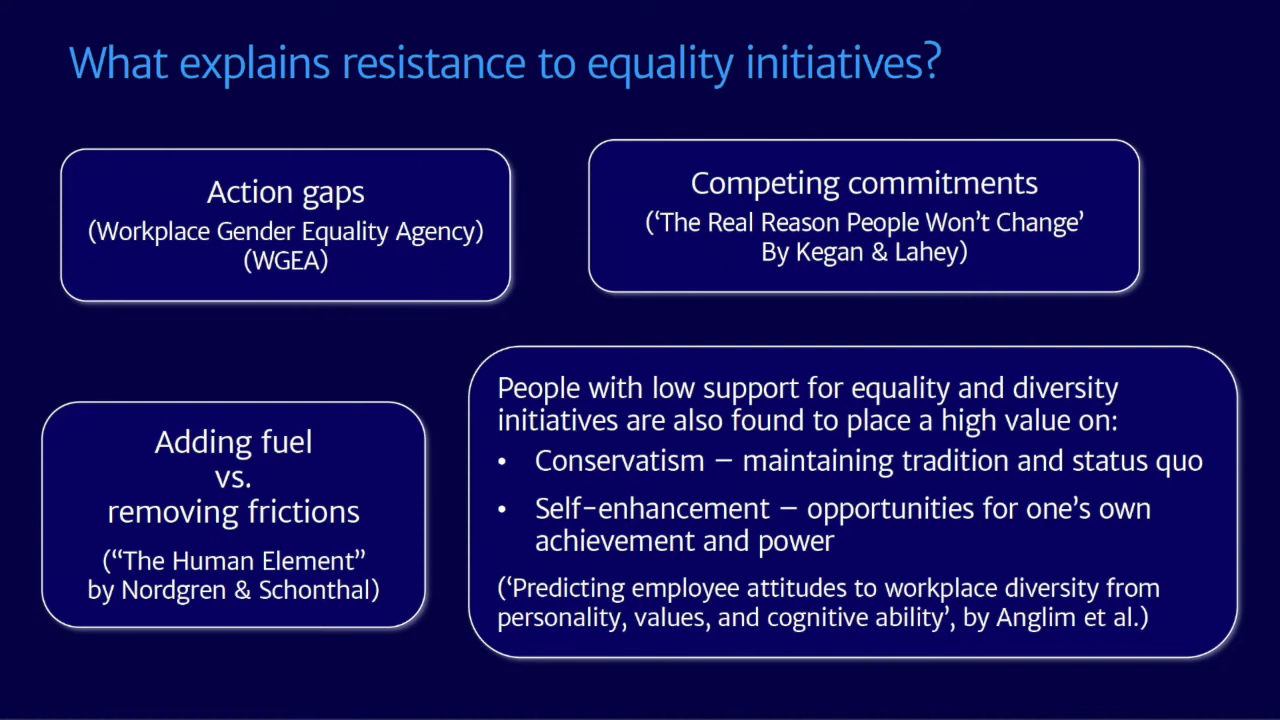 What explains resistance to equality initiatives?
Action gaps
(Workplace Gender Equality Agency)
(WGEA)
Competing commitments
(‘The Real Reason People Won’t Change’
By Kegan & Lahey)
Adding fuel
vs.
removing frictions
(“The Human Element”
by Nordgren & Schonthal)
People with low support for equality and diversity
initiatives are also found to place a high value on:
• Conservatism – maintaining tradition and status quo
• Self-enhancement – opportunities for one’s own
achievement and power
(‘Predicting employee attitudes to workplace diversity from
personality, values, and cognitive ability’, by Anglim et al.)